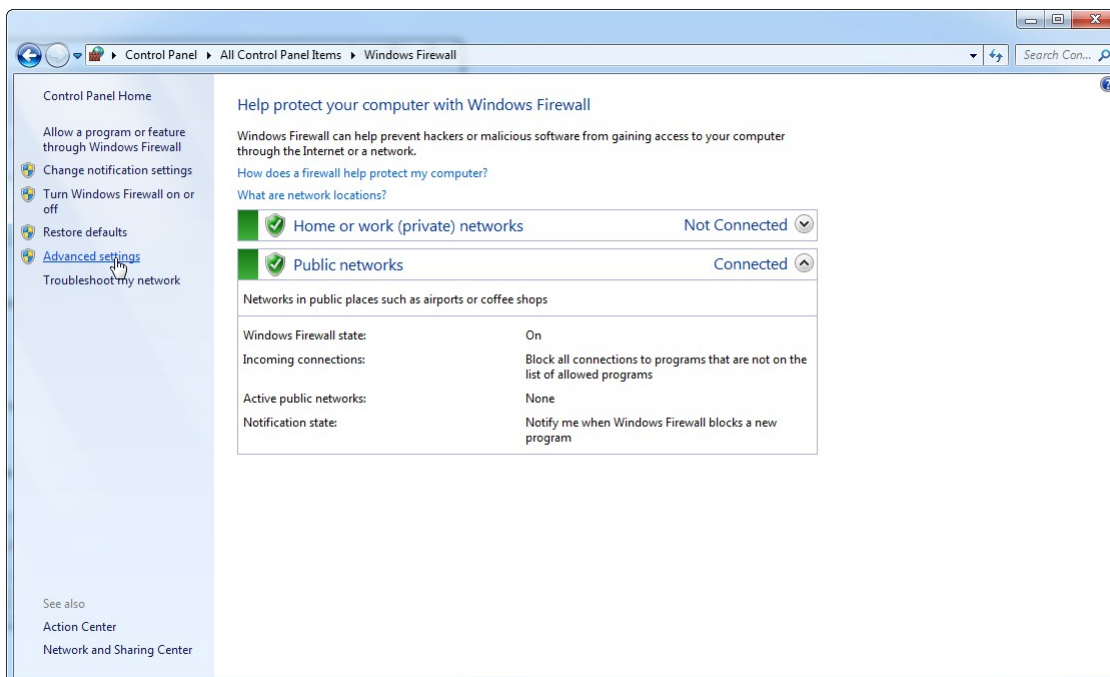 Control Panel ▸ All Control Panel Items ▸ Windows Firewall
Search Con...
Control Panel Home
Allow a program or feature
through Windows Firewall
Change notification settings
Turn Windows Firewall on or
off
Restore defaults
Advanced settings
Troubleshoot my network
See also
Action Center
Network and Sharing Center
Help protect your computer with Windows Firewall
Windows Firewall can help prevent hackers or malicious software from gaining access to your computer
through the Internet or a network.
How does a firewall help protect my computer?
What are network locations?
Home or work (private) networks Not Connected
Public networks Connected
Networks in public places such as airports or coffee shops
Windows Firewall state: On
Incoming connections: Block all connections to programs that are not on the
list of allowed programs
Active public networks: None
Notification state: Notify me when Windows Firewall blocks a new
program